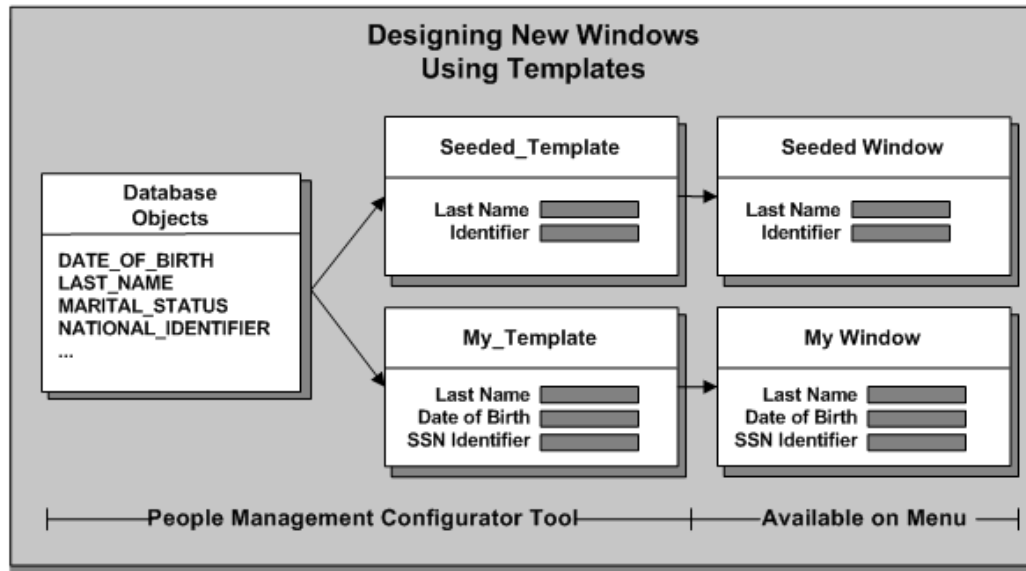 Designing New Windows
Using Templates
Database
Objects
DATE_OF_BIRTH
LAST_NAME
MARITAL_STATUS
NATIONAL_IDENTIFIER
...
Seeded_Template
Last Name
Identifier
Seeded Window
Last Name
Identifier
My_Template
Last Name
Date of Birth
SSN Identifier
My Window
Last Name
Date of Birth
SSN Identifier
People Management Configurator Tool
Available on Menu